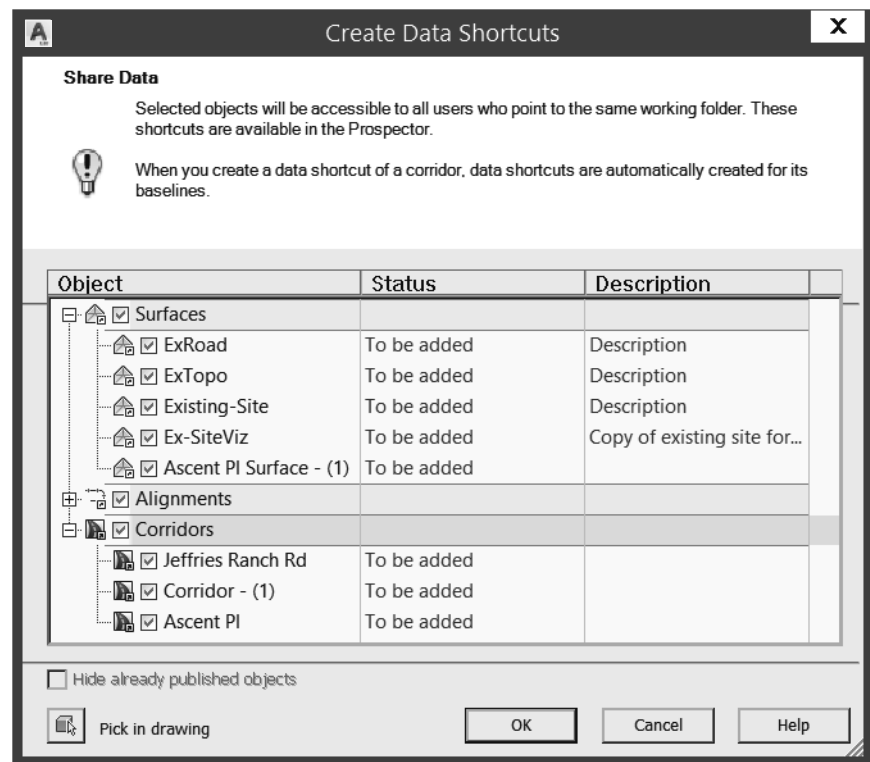 Create Data Shortcuts
X
Share Data
Selected objects will be accessible to all users who point to the same working folder. These
shortcuts are available in the Prospector.
When you create a data shortcut of a corridor, data shortcuts are automatically created for its
baselines.
Object Status Description
Surfaces
ExRoad To be added Description
ExTopo To be added Description
Existing-Site To be added Description
Ex-SiteViz To be added Copy of existing site for...
Ascent Pl Surface - (1) To be added
Alignments
Corridors
Jeffries Ranch Rd To be added
Corridor - (1) To be added
Ascent Pl To be added
Hide already published objects
Pick in drawing OK Cancel Help